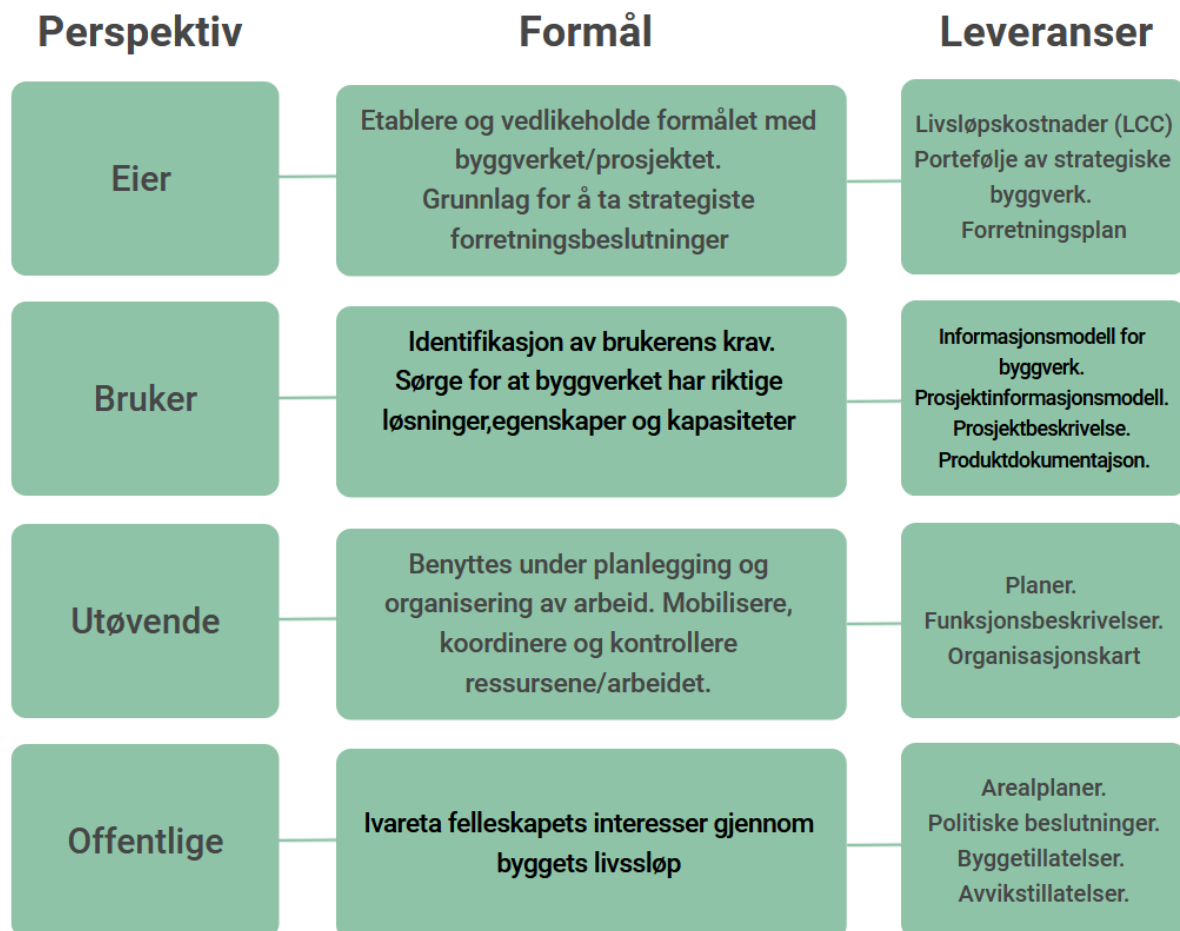 Perspektiv
Formål
Leveranser
Eier
Etablere og vedlikeholde formålet med
byggverket/prosjektet.
Grunnlag for å ta strategiste
forretningsbeslutninger
Livsløpskostnader (LCC)
Portefølje av strategiske
byggverk.
Forretningsplan
Bruker
Identifikasjon av brukerens krav.
Sørge for at byggverket har riktige
løsninger,egenskaper og kapasiteter
Informasjonsmodell for
byggverk.
Prosjektinformasjonsmodell.
Prosjektbeskrivelse.
Produktdokumentajson.
Utøvende
Benyttes under planlegging og
organisering av arbeid. Mobilisere,
koordinere og kontrollere
ressursene/arbeidet.
Planer.
Funksjonsbeskrivelser.
Organisasjonskart
Offentlige
Ivareta felleskapets interesser gjennom
byggets livssløp
Arealplaner.
Politiske beslutninger.
Byggetillatelser.
Avvikstillatelser.